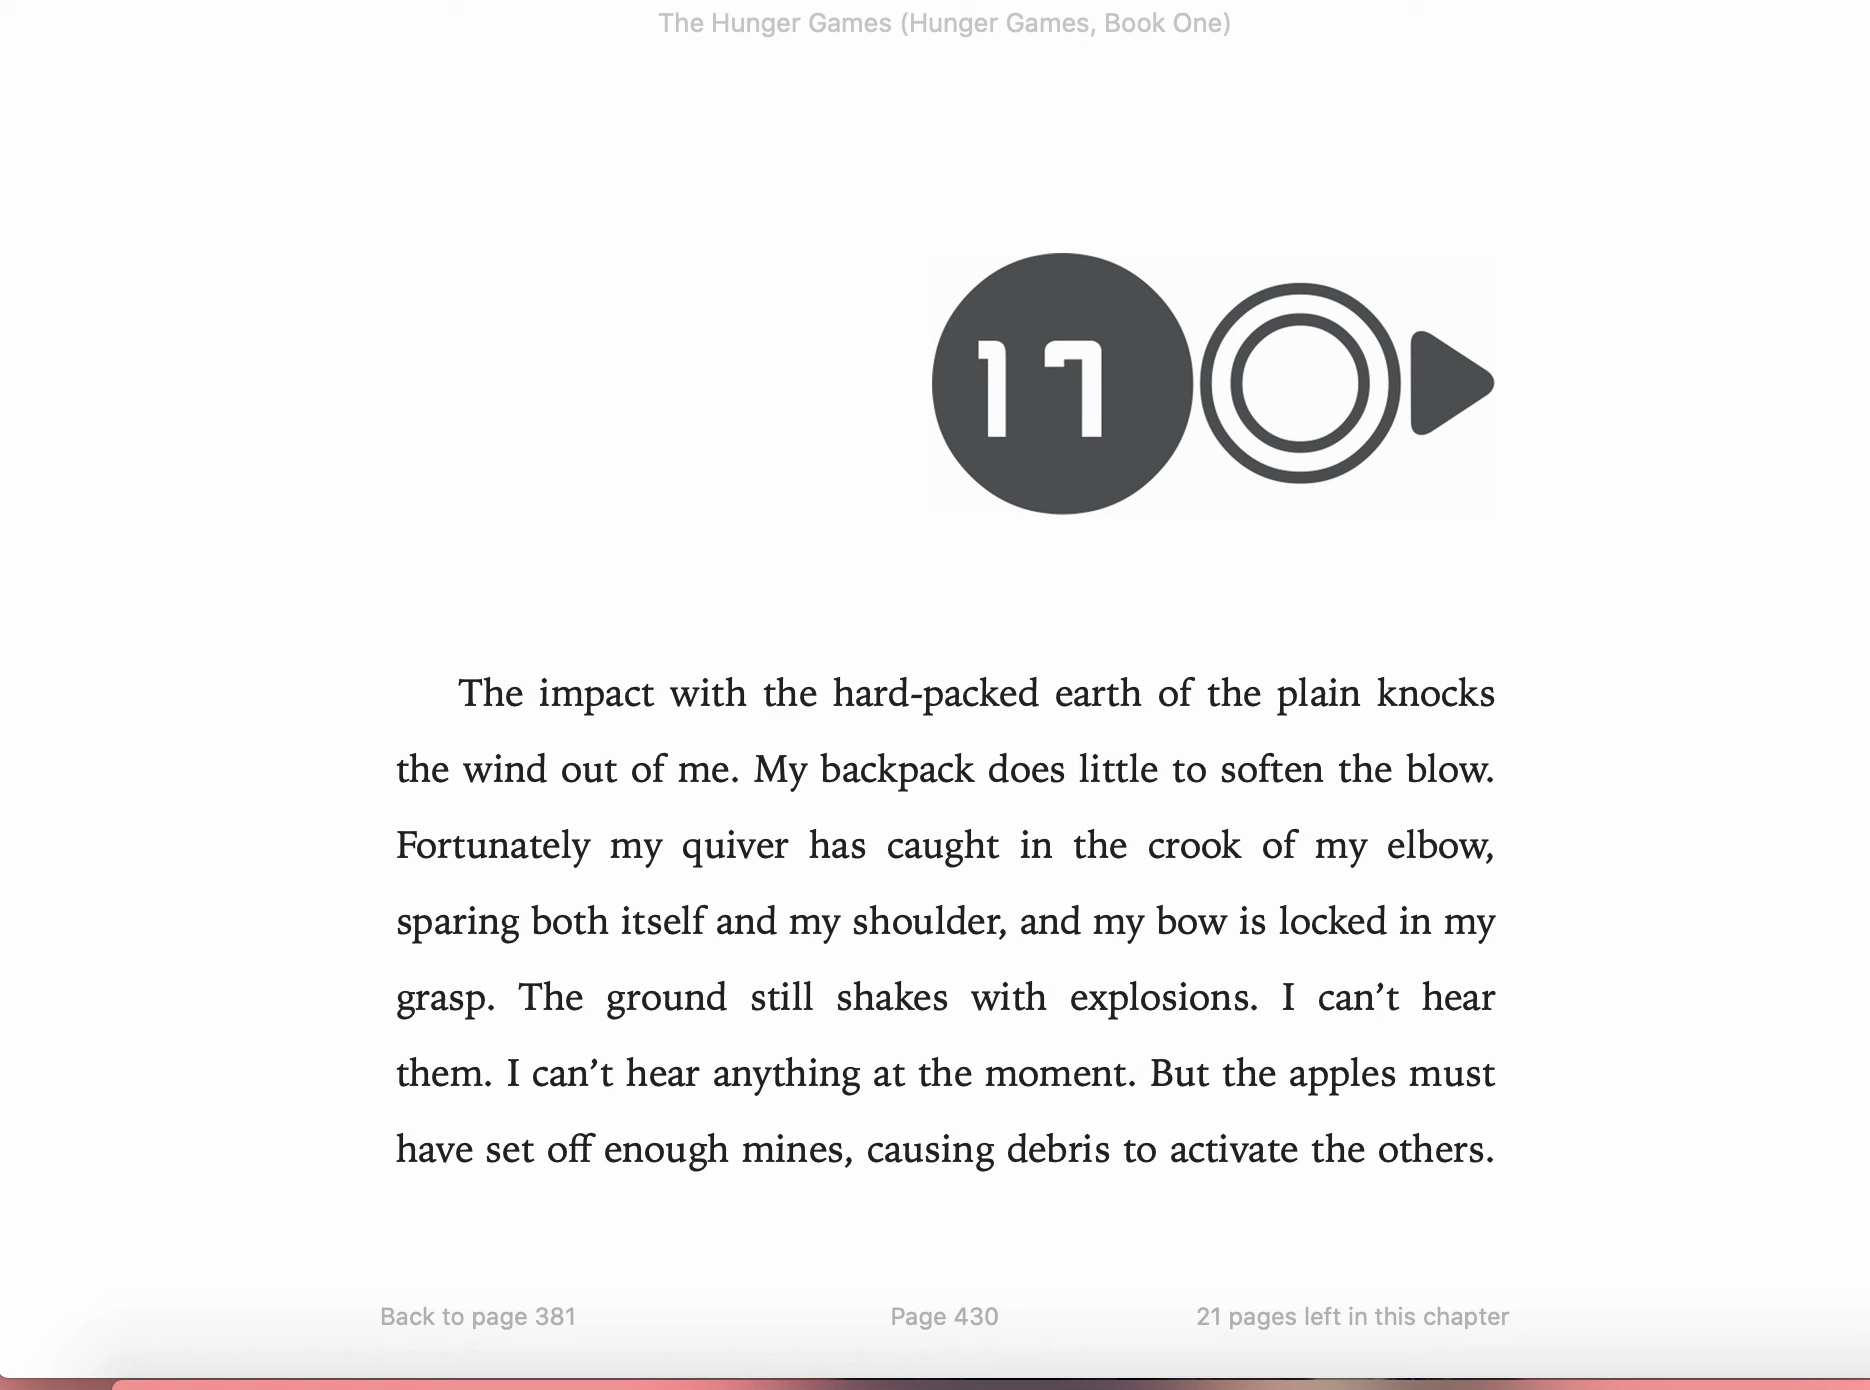 The Hunger Games (Hunger Games, Book One)
17
The impact with the hard-packed earth of the plain knocks
the wind out of me. My backpack does little to soften the blow.
Fortunately my quiver has caught in the crook of my elbow,
sparing both itself and my shoulder, and my bow is locked in my
grasp. The ground still shakes with explosions. I can’t hear
them. I can’t hear anything at the moment. But the apples must
have set off enough mines, causing debris to activate the others.
Back to page 381
Page 430
21 pages left in this chapter